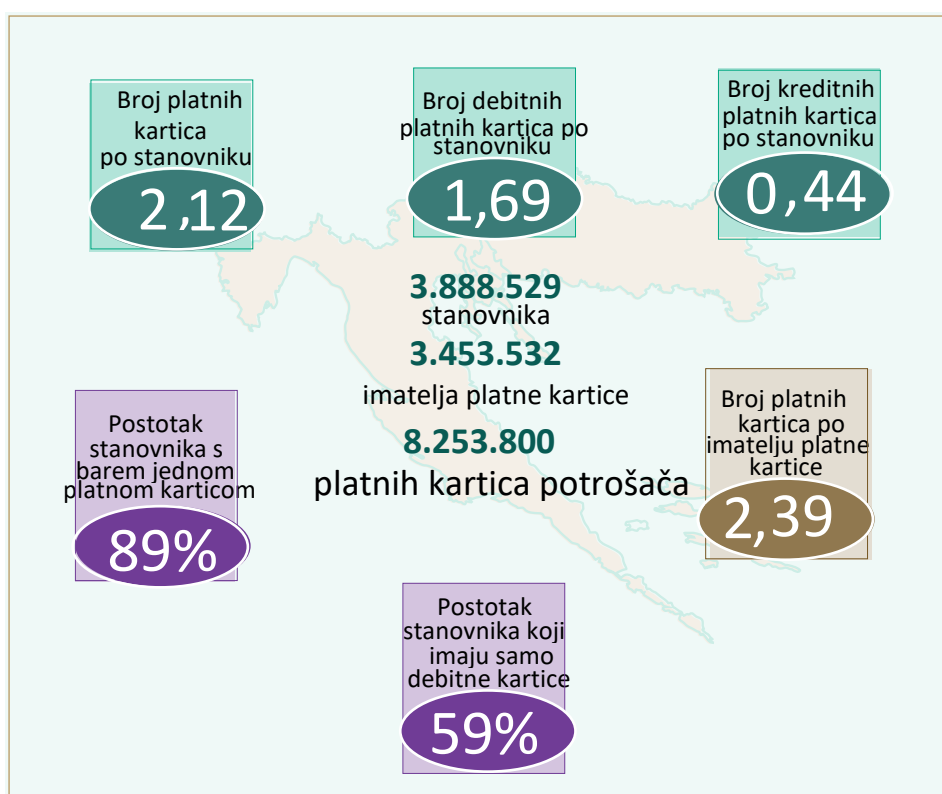 Broj platnih
kartica
po stanovniku
2,12
Broj debitnih
platnih kartica po
stanovniku
1,69
Broj kreditnih
platnih kartica
po stanovniku
0,44
3.888.529
stanovnika
3.453.532
imatelja platne kartice
8.253.800
platnih kartica potrošača
Postotak
stanovnika s
barem jednom
platnom karticom
89%
Broj platnih
kartica po
imatelju platne
kartice
2,39
Postotak
stanovnika koji
imaju samo
debitne kartice
59%